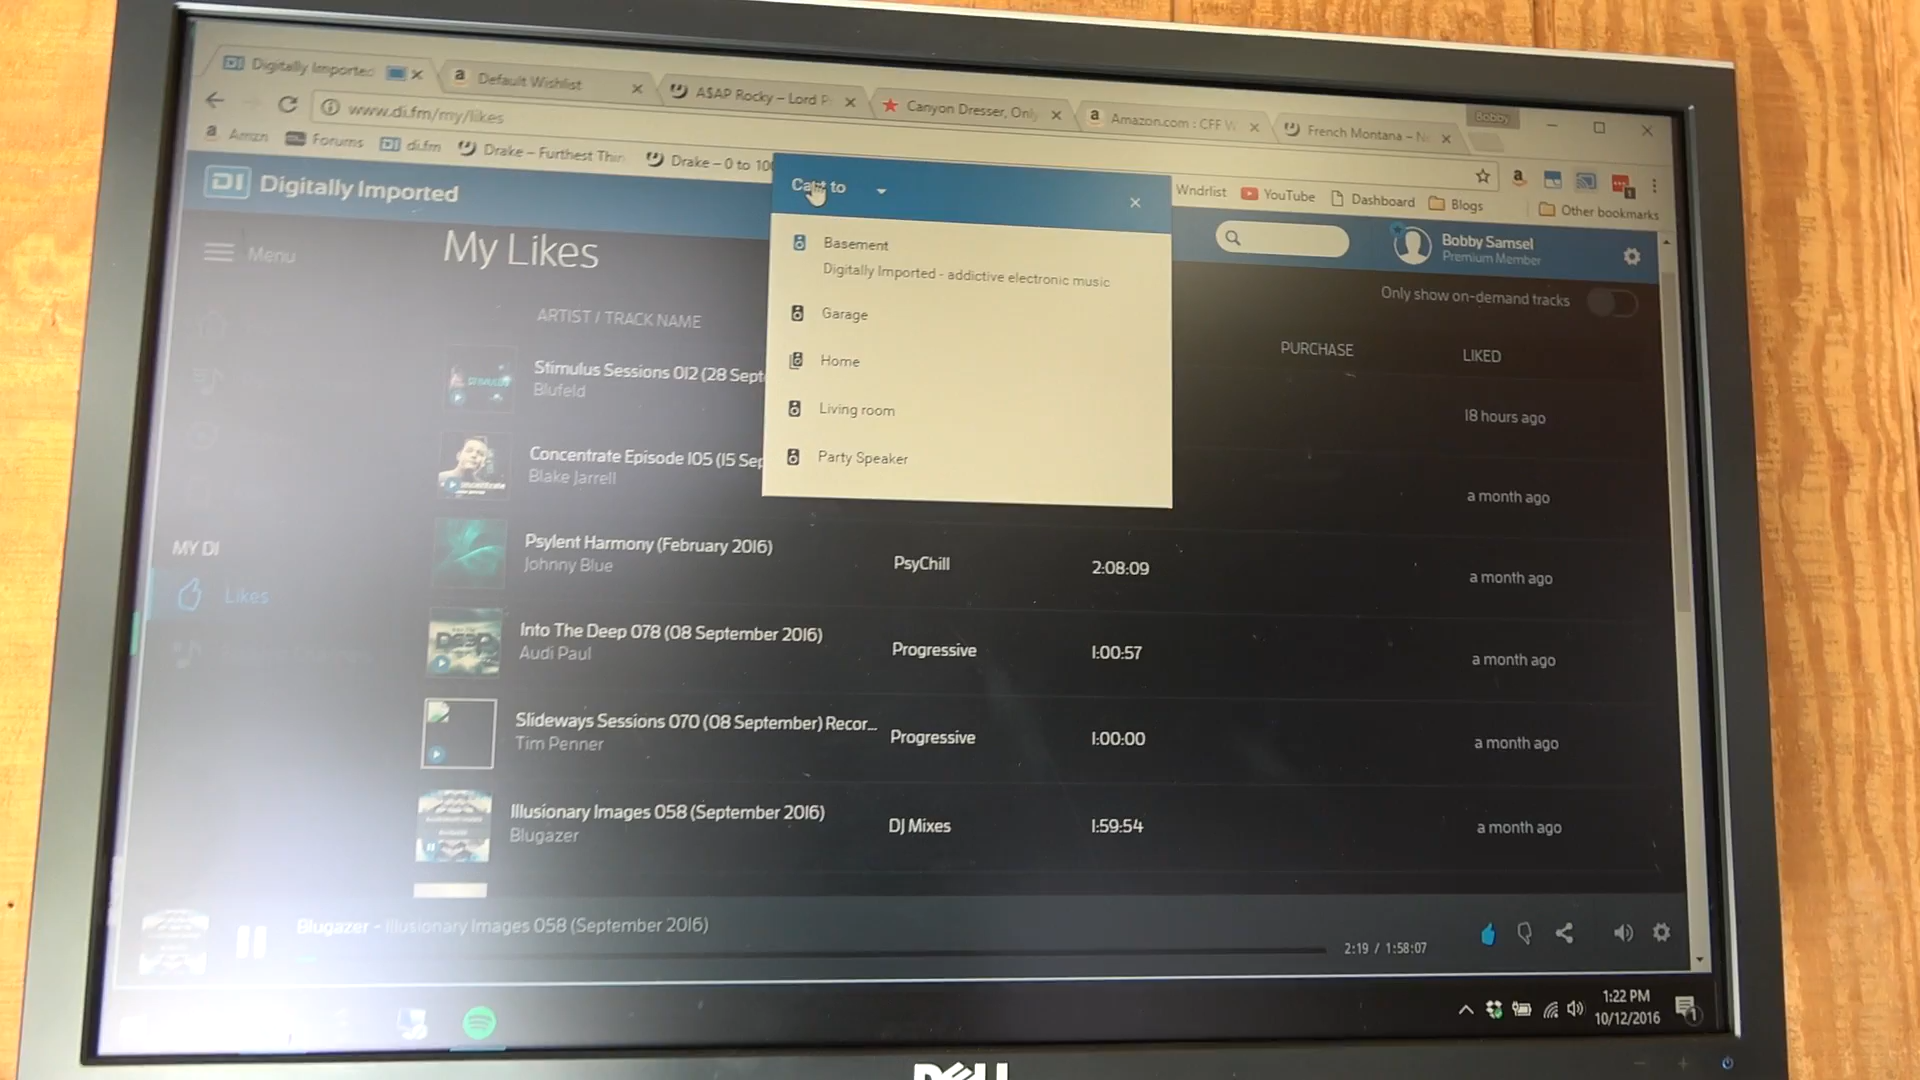 Digitally Imported
Default Wishlist
A$AP Rocky – Lord P
Canyon Dresser, Only
Amazon.com : CFF W
French Montana – N
Bobby
www.di.fm/my/likes
Amzn
Forums
di.fm
Drake – Furthest Thin
Drake – 0 to 100
Wndrlist
YouTube
Dashboard
Blogs
Other bookmarks
DI Digitally Imported
Cast to
Basement
Digitally Imported - addictive electronic music
Garage
Home
Living room
Party Speaker
Bobby Samsel
Premium Member
Menu
My Likes
Only show on-demand tracks
ARTIST / TRACK NAME
PURCHASE
LIKED
Stimulus Sessions 012 (28 Sept
Blufeld
18 hours ago
Concentrate Episode 105 (15 Sep
Blake Jarrell
a month ago
MY DI
Likes
Psylent Harmony (February 2016)
Johnny Blue
PsyChill
2:08:09
a month ago
Into The Deep 078 (08 September 2016)
Audi Paul
Progressive
1:00:57
a month ago
Slideways Sessions 070 (08 September) Recor...
Tim Penner
Progressive
1:00:00
a month ago
Illusionary Images 058 (September 2016)
Blugazer
DJ Mixes
1:59:54
a month ago
Blugazer - Illusionary Images 058 (September 2016)
2:19 / 1:58:07
1:22 PM
10/12/2016
DELL